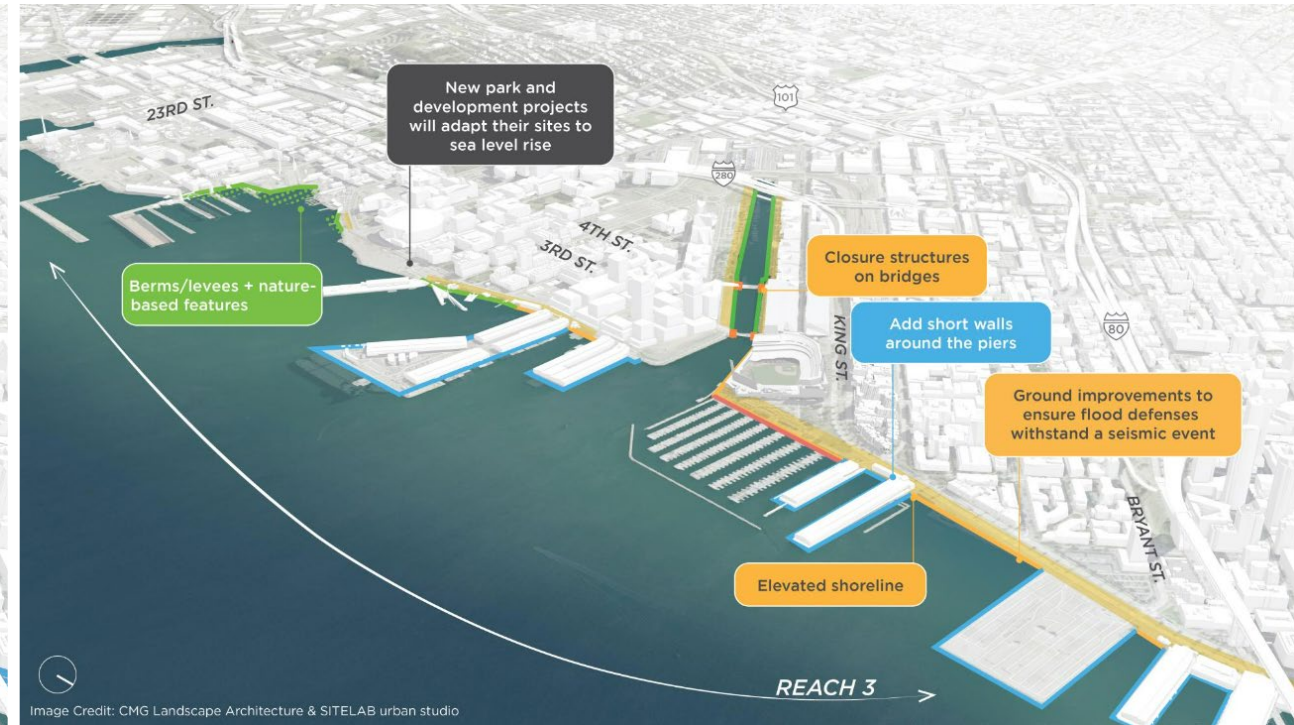 23RD ST.
New park and
development projects
will adapt their sites to
sea level rise
101
280
4TH ST.
3RD ST.
Berms/levees + nature-
based features
Closure structures
on bridges
KING ST.
Add short walls
around the piers
80
Ground improvements to
ensure flood defenses
withstand a seismic event
BRYANT ST.
Elevated shoreline
REACH 3
Image Credit: CMG Landscape Architecture & SITELAB urban studio